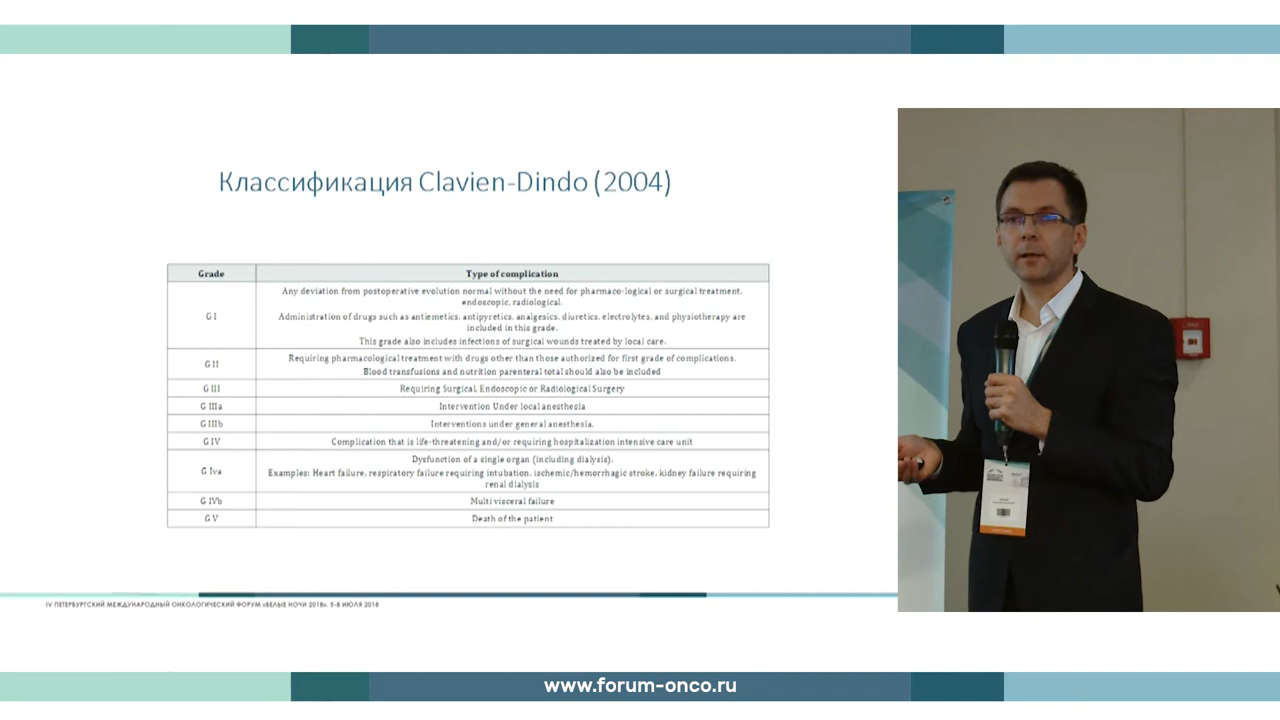 Классификация Clavien-Dindo (2004)
Grade Type of complication
G I
Any deviation from postoperative evolution normal without the need for pharmaco-logical or surgical treatment.
endoscopic, radiological.
Administration of drugs such as antiemetics, antipyretics, analgesics, diuretics, electrolytes, and physiotherapy are
included in this grade.
This grade also includes infections of surgical wounds treated by local care.
G II
Requiring pharmacological treatment with drugs other than those authorized for first grade of complications.
Blood transfusions and nutrition parenteral total should also be included
G III Requiring Surgical, Endoscopic or Radiological Surgery
G IIIa Intervention Under local anesthesia
G IIIb Interventions under general anesthesia.
G IV Complication that is life-threatening and/or requiring hospitalization intensive care unit
G Iva
Dysfunction of a single organ (including dialysis).
Examples: Heart failure, respiratory failure requiring intubation, ischemic/hemorrhagic stroke, kidney failure requiring
renal dialysis
G IVb Multi visceral failure
G V Death of the patient
IV ПЕТЕРБУРГСКИЙ МЕЖДУНАРОДНЫЙ ОНКОЛОГИЧЕСКИЙ ФОРУМ «БЕЛЫЕ НОЧИ 2018». 5-8 ИЮЛЯ 2018
www.forum-onco.ru